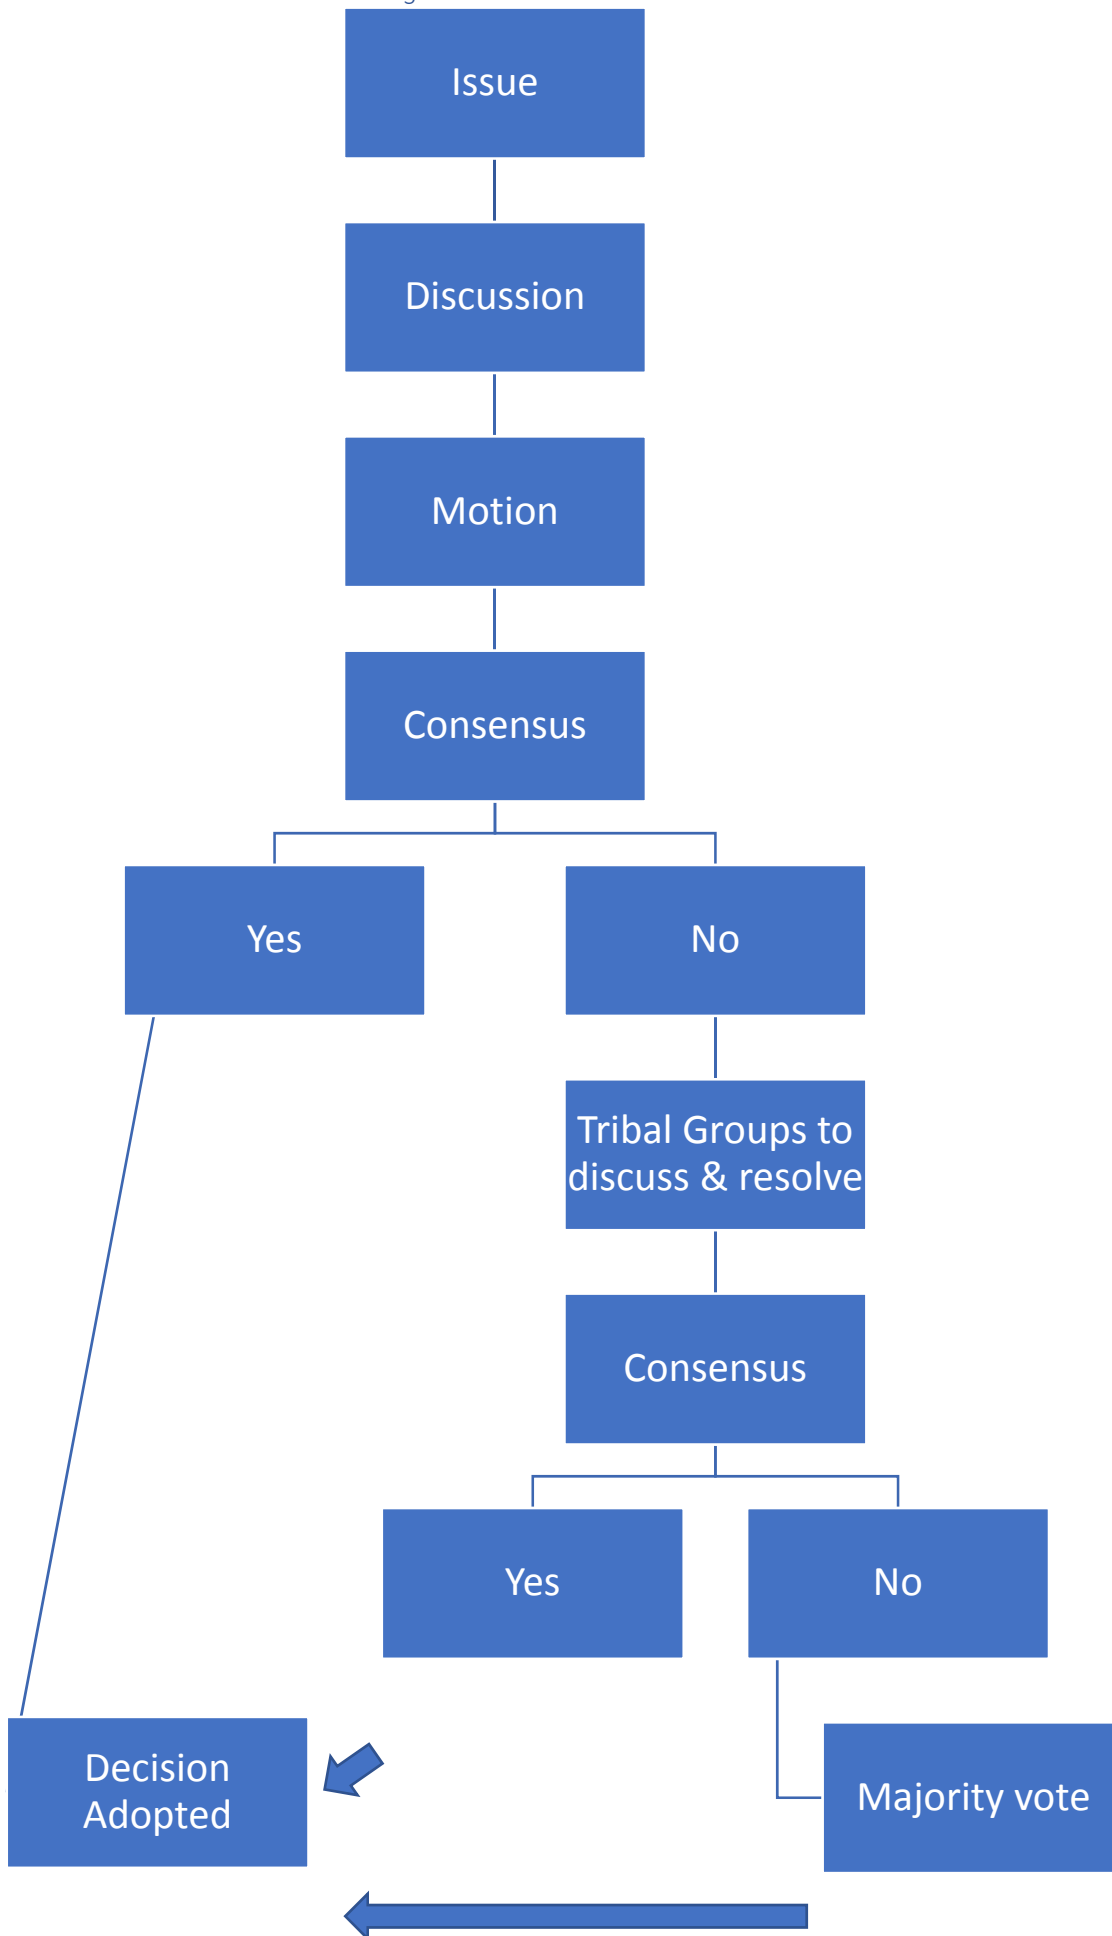 Issue
Discussion
Motion
Consensus
Yes
No
Tribal Groups to
discuss & resolve
Consensus
Yes
No
Decision
Adopted
Majority vote